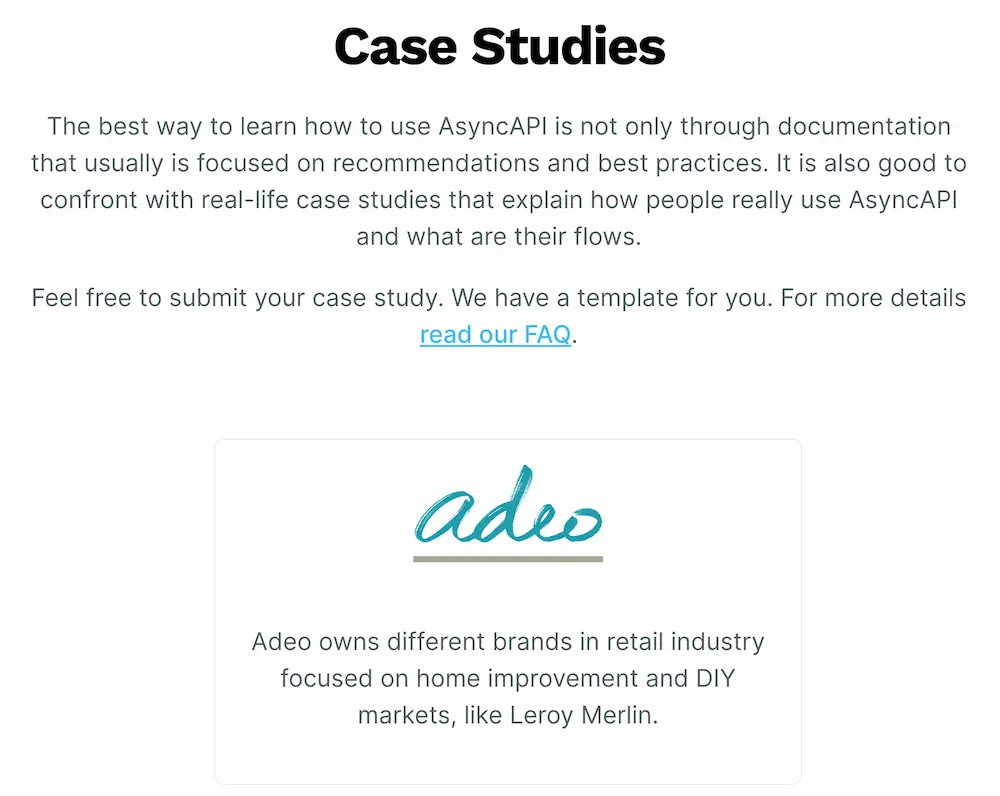 Case Studies
The best way to learn how to use AsyncAPI is not only through documentation
that usually is focused on recommendations and best practices. It is also good to
confront with real-life case studies that explain how people really use AsyncAPI
and what are their flows.
Feel free to submit your case study. We have a template for you. For more details
read our FAQ.
adeo
Adeo owns different brands in retail industry
focused on home improvement and DIY
markets, like Leroy Merlin.